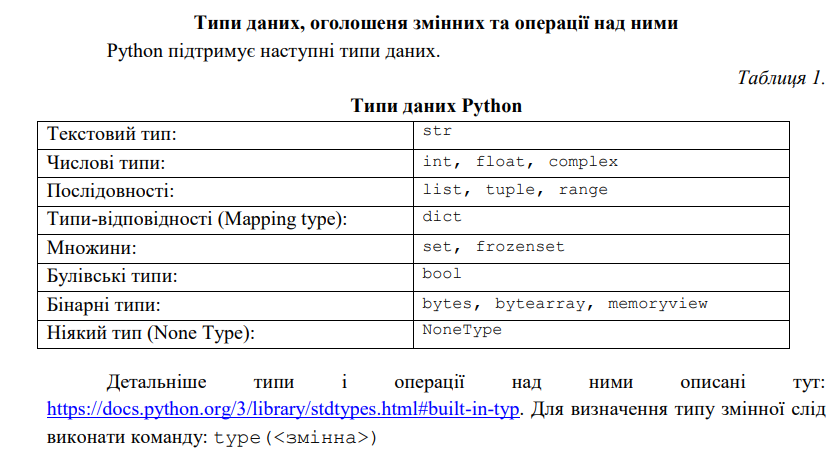 Типи даних, оголошеня змінних та операції над ними
Python підтримує наступні типи даних.
Таблиця 1.
Типи даних Python
Текстовий тип: str
Числові типи: int, float, complex
Послідовності: list, tuple, range
Типи-відповідності (Mapping type): dict
Множини: set, frozenset
Булівські типи: bool
Бінарні типи: bytes, bytearray, memoryview
Ніякий тип (None Type): NoneType
Детальніше типи і операції над ними описані тут:
https://docs.python.org/3/library/stdtypes.html#built-in-typ. Для визначення типу змінної слід
виконати команду: type(<змінна>)